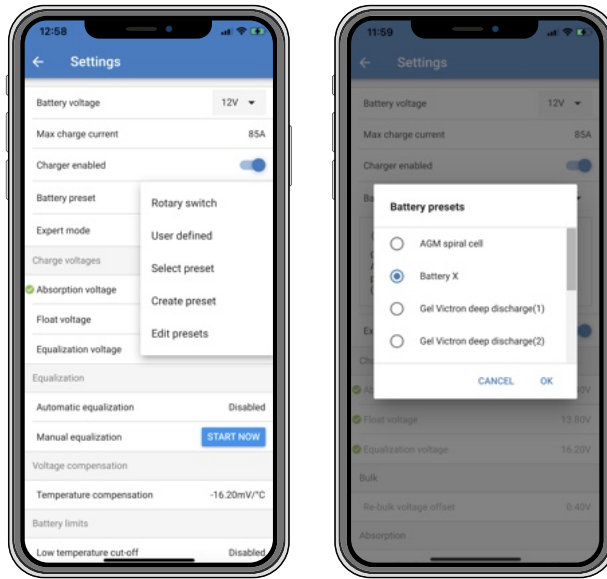 12:58
Settings
Battery voltage 12V
Max charge current 85A
Charger enabled
Battery preset
Rotary switch
Expert mode
User defined
Charge voltages
Select preset
Absorption voltage
Create preset
Float voltage
Edit presets
Equalization voltage
Equalization
Automatic equalization Disabled
Manual equalization START NOW
Voltage compensation
Temperature compensation -16.20mV/°C
Battery limits
Low temperature cut-off Disabled
11:59
Settings
Battery voltage 12V
Max charge current 85A
Charger enabled
Ba
Battery presets
AGM spiral cell
Battery X
Gel Victron deep discharge(1)
Gel Victron deep discharge(2)
Ex
CANCEL OK
Float voltage 13.80V
Equalization voltage 16.20V
Bulk
Re-bulk voltage offset 0.40V
Absorption